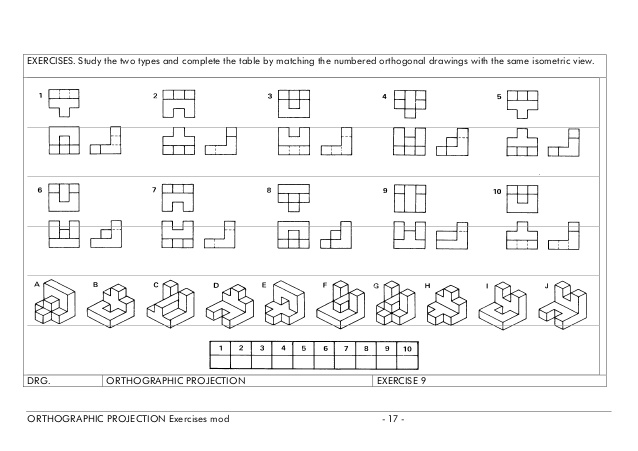 EXERCISES. Study the two types and complete the table by matching the numbered orthogonal drawings with the same isometric view.
1 2 3 4 5
6 7 8 9 10
A B C D E F G H I J
1 2 3 4 5 6 7 8 9 10
DRG. ORTHOGRAPHIC PROJECTION EXERCISE 9
ORTHOGRAPHIC PROJECTION Exercises mod - 17 -